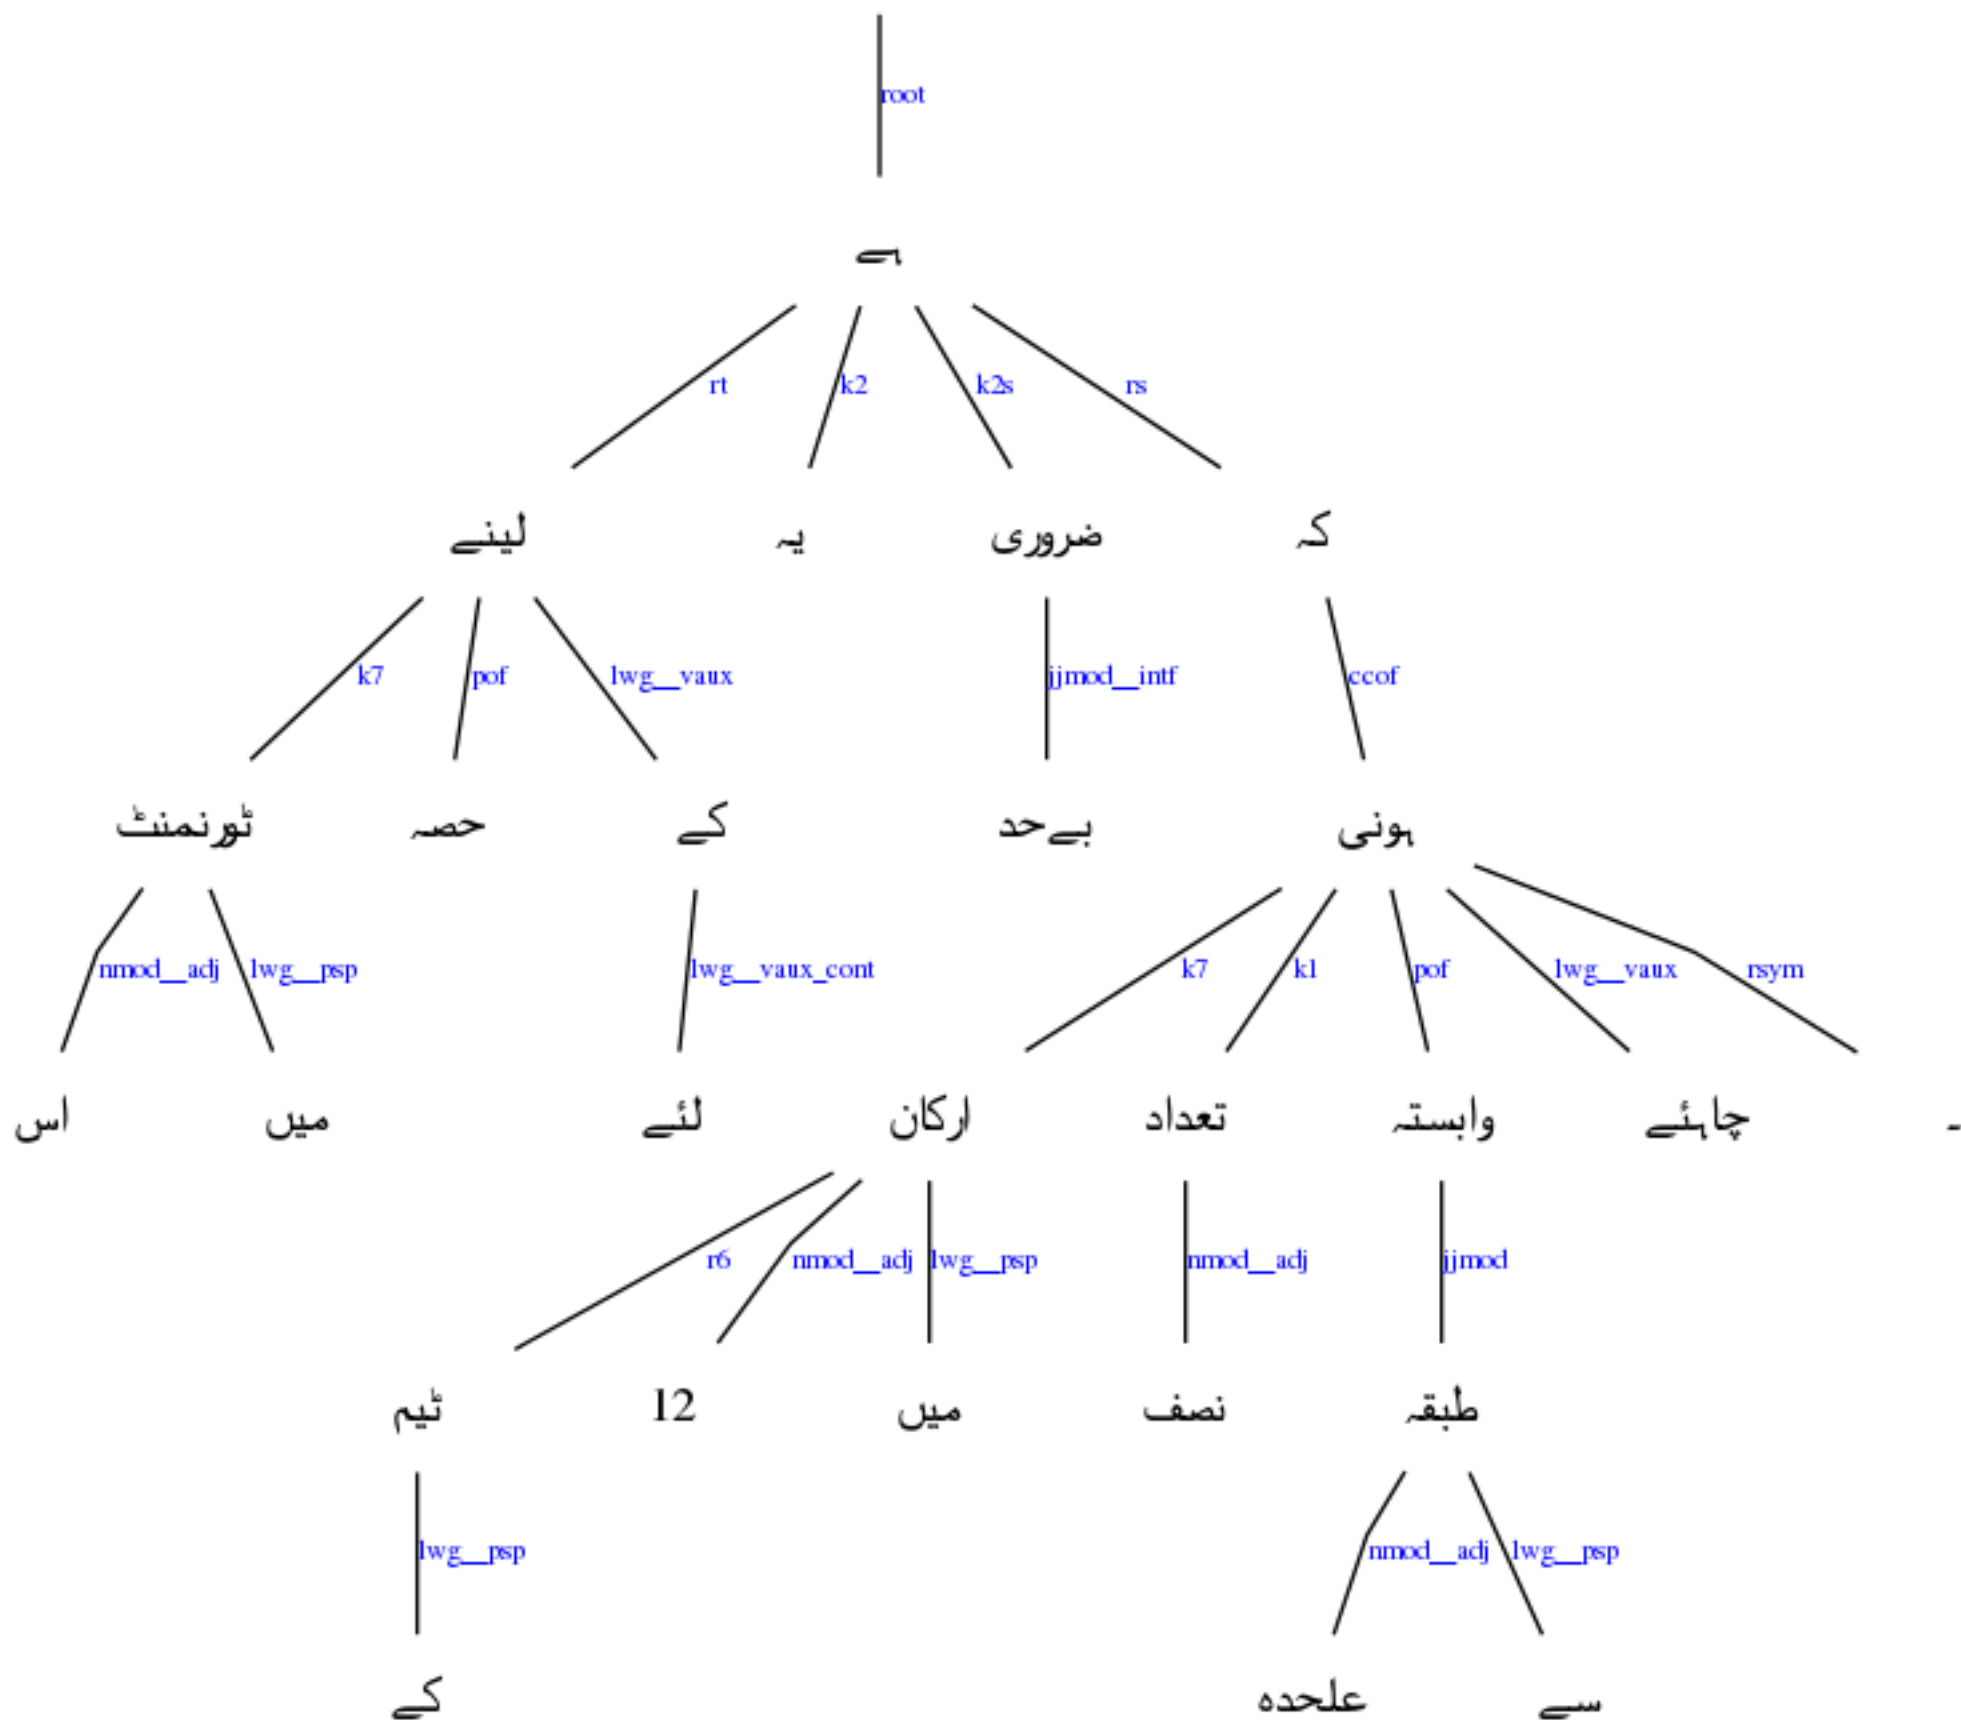 root
ہے
rt k2 k2s rs
لینے یہ ضروری کہ
k7 pof lwg__vaux jjmod__intf ccof
ٹورنمنٹ حصہ کے بےحد ہونی
nmod__adj lwg__psp lwg__vaux_cont k7 k1 pof lwg__vaux rsym
اس میں لئے ارکان تعداد وابستہ چاہئے ۔
r6 nmod__adj lwg__psp nmod__adj jjmod
ٹیم 12 میں نصف طبقہ
lwg__psp nmod__adj lwg__psp
کے علحدہ سے